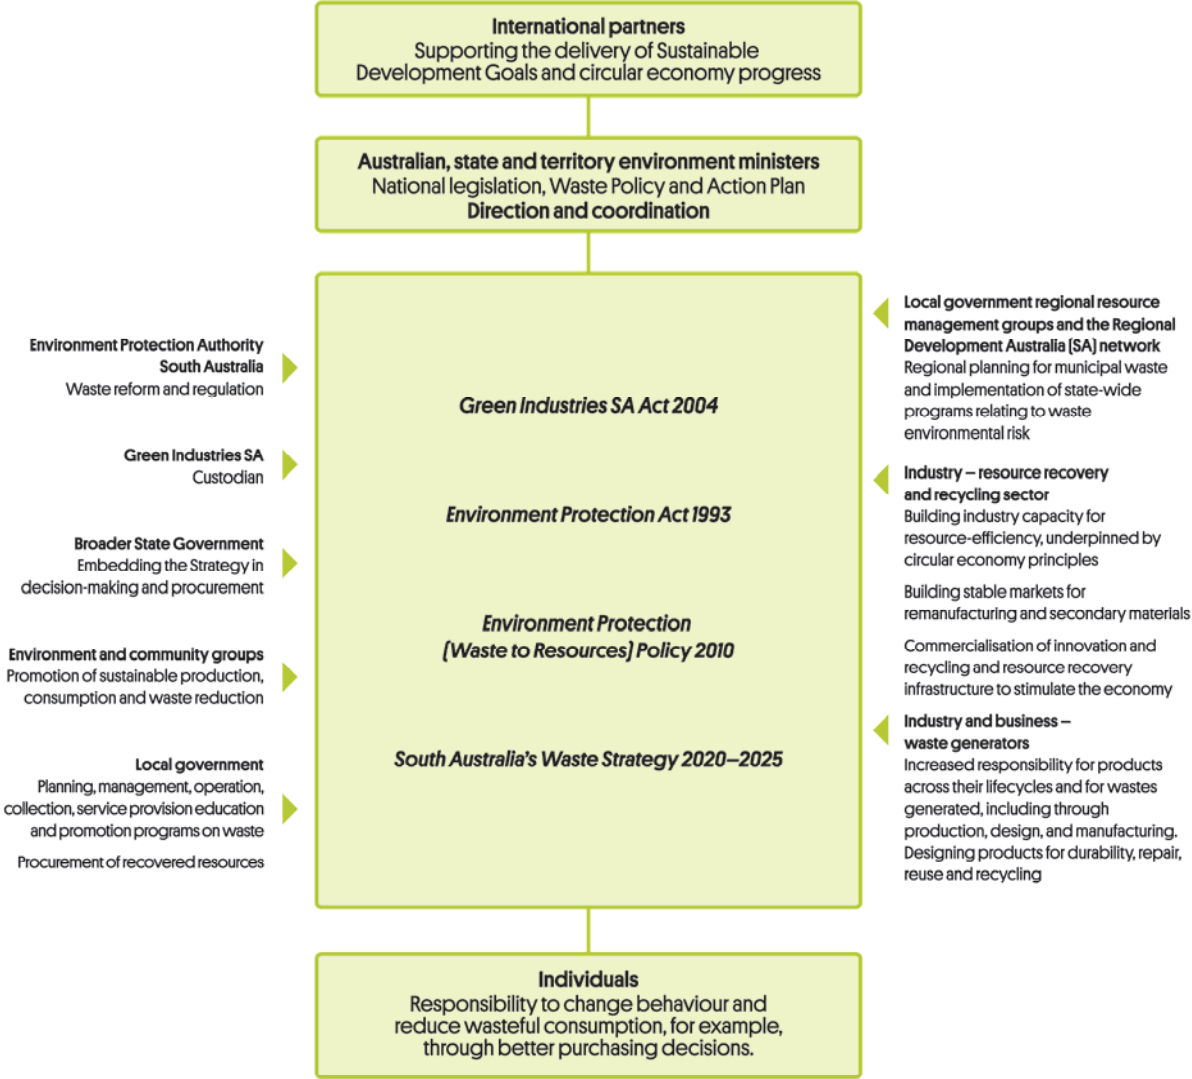 International partners
Supporting the delivery of Sustainable
Development Goals and circular economy progress
Australian, state and territory environment ministers
National legislation, Waste Policy and Action Plan
Direction and coordination
Environment Protection Authority
South Australia
Waste reform and regulation
Green Industries SA
Custodian
Broader State Government
Embedding the Strategy in
decision-making and procurement
Environment and community groups
Promotion of sustainable production,
consumption and waste reduction
Local government
Planning, management, operation,
collection, service provision education
and promotion programs on waste
Procurement of recovered resources
Green Industries SA Act 2004
Environment Protection Act 1993
Environment Protection
(Waste to Resources) Policy 2010
South Australia's Waste Strategy 2020–2025
Local government regional resource
management groups and the Regional
Development Australia (SA) network
Regional planning for municipal waste
and implementation of state-wide
programs relating to waste
environmental risk
Industry – resource recovery
and recycling sector
Building industry capacity for
resource-efficiency, underpinned by
circular economy principles
Building stable markets for
remanufacturing and secondary materials
Commercialisation of innovation and
recycling and resource recovery
infrastructure to stimulate the economy
Industry and business –
waste generators
Increased responsibility for products
across their lifecycles and for wastes
generated, including through
production, design, and manufacturing.
Designing products for durability, repair,
reuse and recycling
Individuals
Responsibility to change behaviour and
reduce wasteful consumption, for example,
through better purchasing decisions.